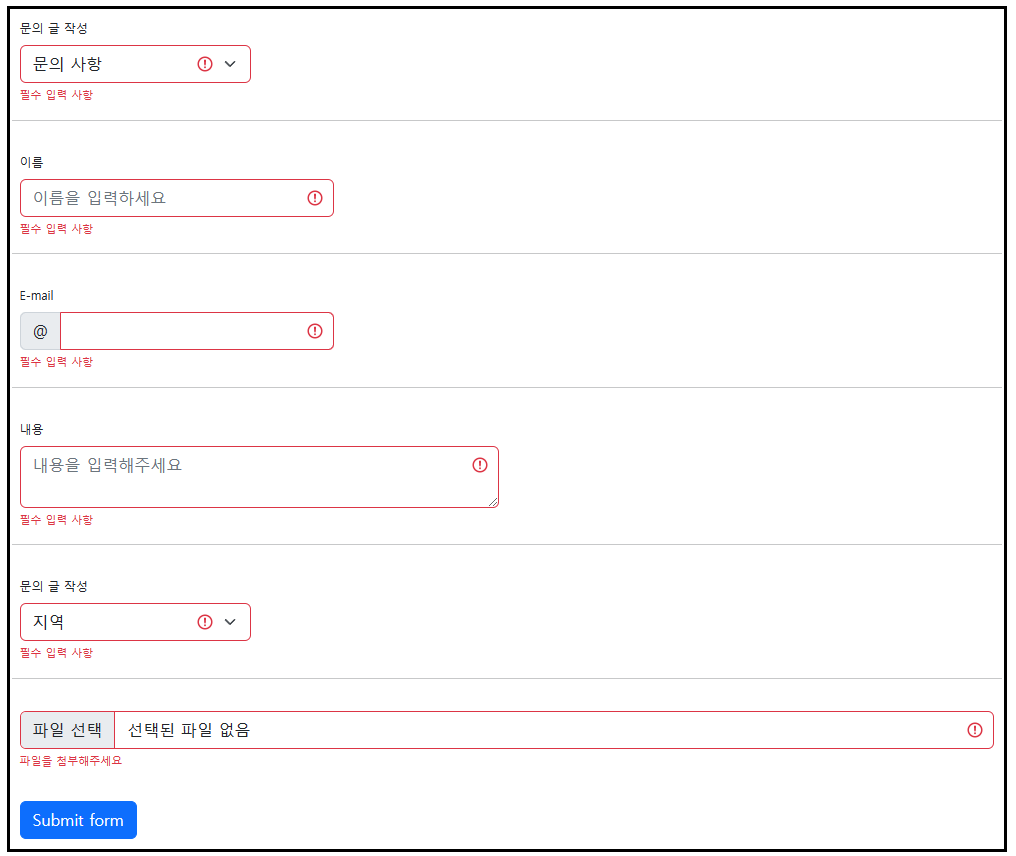 문의 글 작성
문의 사항
필수 입력 사항
이름
이름을 입력하세요
필수 입력 사항
E-mail
@
필수 입력 사항
내용
내용을 입력해주세요
필수 입력 사항
문의 글 작성
지역
필수 입력 사항
파일 선택 선택된 파일 없음
파일을 첨부해주세요
Submit form